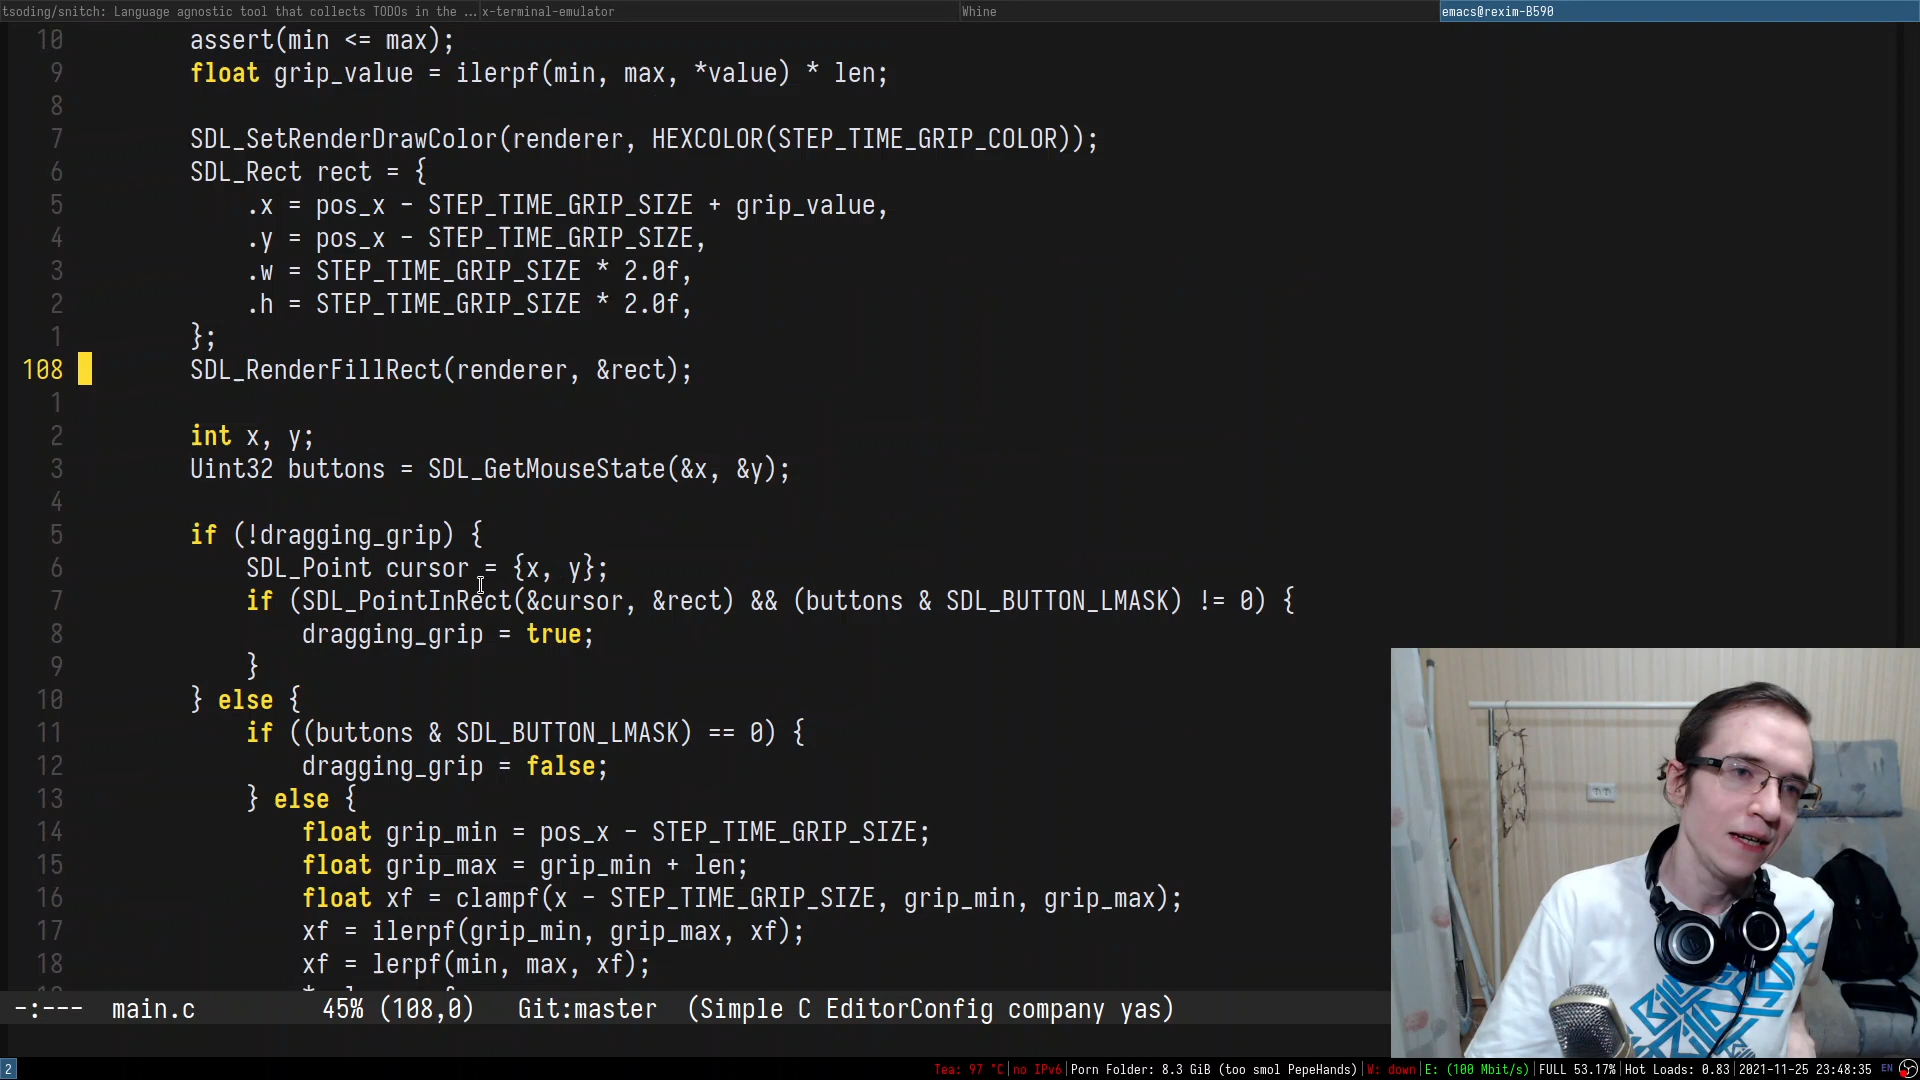 tsoding/snitch: Language agnostic tool that collects TODOs in the ...
x-terminal-emulator
Whine
emacs@rexim-B590
10 assert(min <= max);
9 float grip_value = ilerpf(min, max, *value) * len;
8
7 SDL_SetRenderDrawColor(renderer, HEXCOLOR(STEP_TIME_GRIP_COLOR));
6 SDL_Rect rect = {
5 .x = pos_x - STEP_TIME_GRIP_SIZE + grip_value,
4 .y = pos_x - STEP_TIME_GRIP_SIZE,
3 .w = STEP_TIME_GRIP_SIZE * 2.0f,
2 .h = STEP_TIME_GRIP_SIZE * 2.0f,
1 };
108 SDL_RenderFillRect(renderer, &rect);
1
2 int x, y;
3 Uint32 buttons = SDL_GetMouseState(&x, &y);
4
5 if (!dragging_grip) {
6 SDL_Point cursor = {x, y};
7 if (SDL_PointInRect(&cursor, &rect) && (buttons & SDL_BUTTON_LMASK) != 0) {
8 dragging_grip = true;
9 }
10 } else {
11 if ((buttons & SDL_BUTTON_LMASK) == 0) {
12 dragging_grip = false;
13 } else {
14 float grip_min = pos_x - STEP_TIME_GRIP_SIZE;
15 float grip_max = grip_min + len;
16 float xf = clampf(x - STEP_TIME_GRIP_SIZE, grip_min, grip_max);
17 xf = ilerpf(grip_min, grip_max, xf);
18 xf = lerpf(min, max, xf);
-:--- main.c 45% (108,0) Git:master (Simple C EditorConfig company yas)
2 Tea: 97 °C|no IPv6|Porn Folder: 8.3 GiB (too smol PepeHands)|W: down|E: (100 Mbit/s)|FULL 53.17%|Hot Loads: 0.83|2021-11-25 23:48:35 EN